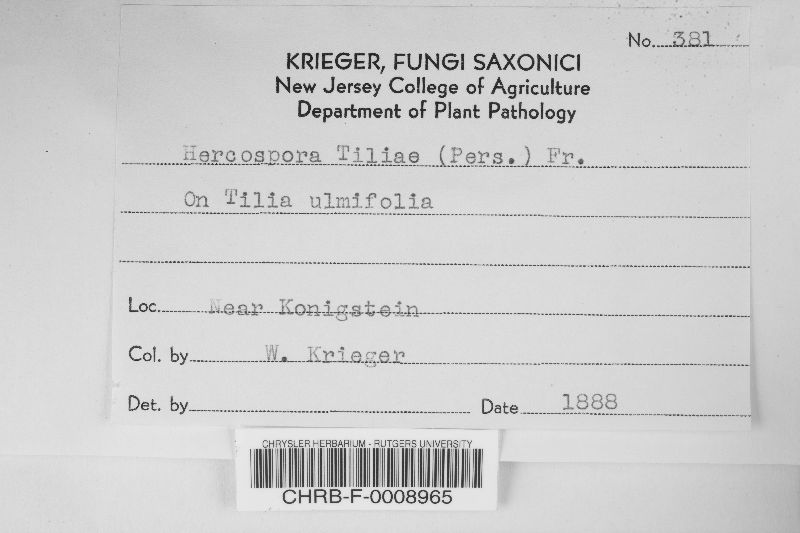 No. 381
KRIEGER, FUNGI SAXONICI
New Jersey College of Agriculture
Department of Plant Pathology
Hercospora Tiliae (Pers.) Fr.
On Tilia ulmifolia
Loc. Near Konigstein
Col. by W. Krieger
Det. by Date 1888
CHRYSLER HERBARIUM - RUTGERS UNIVERSITY
CHRB-F-0008965